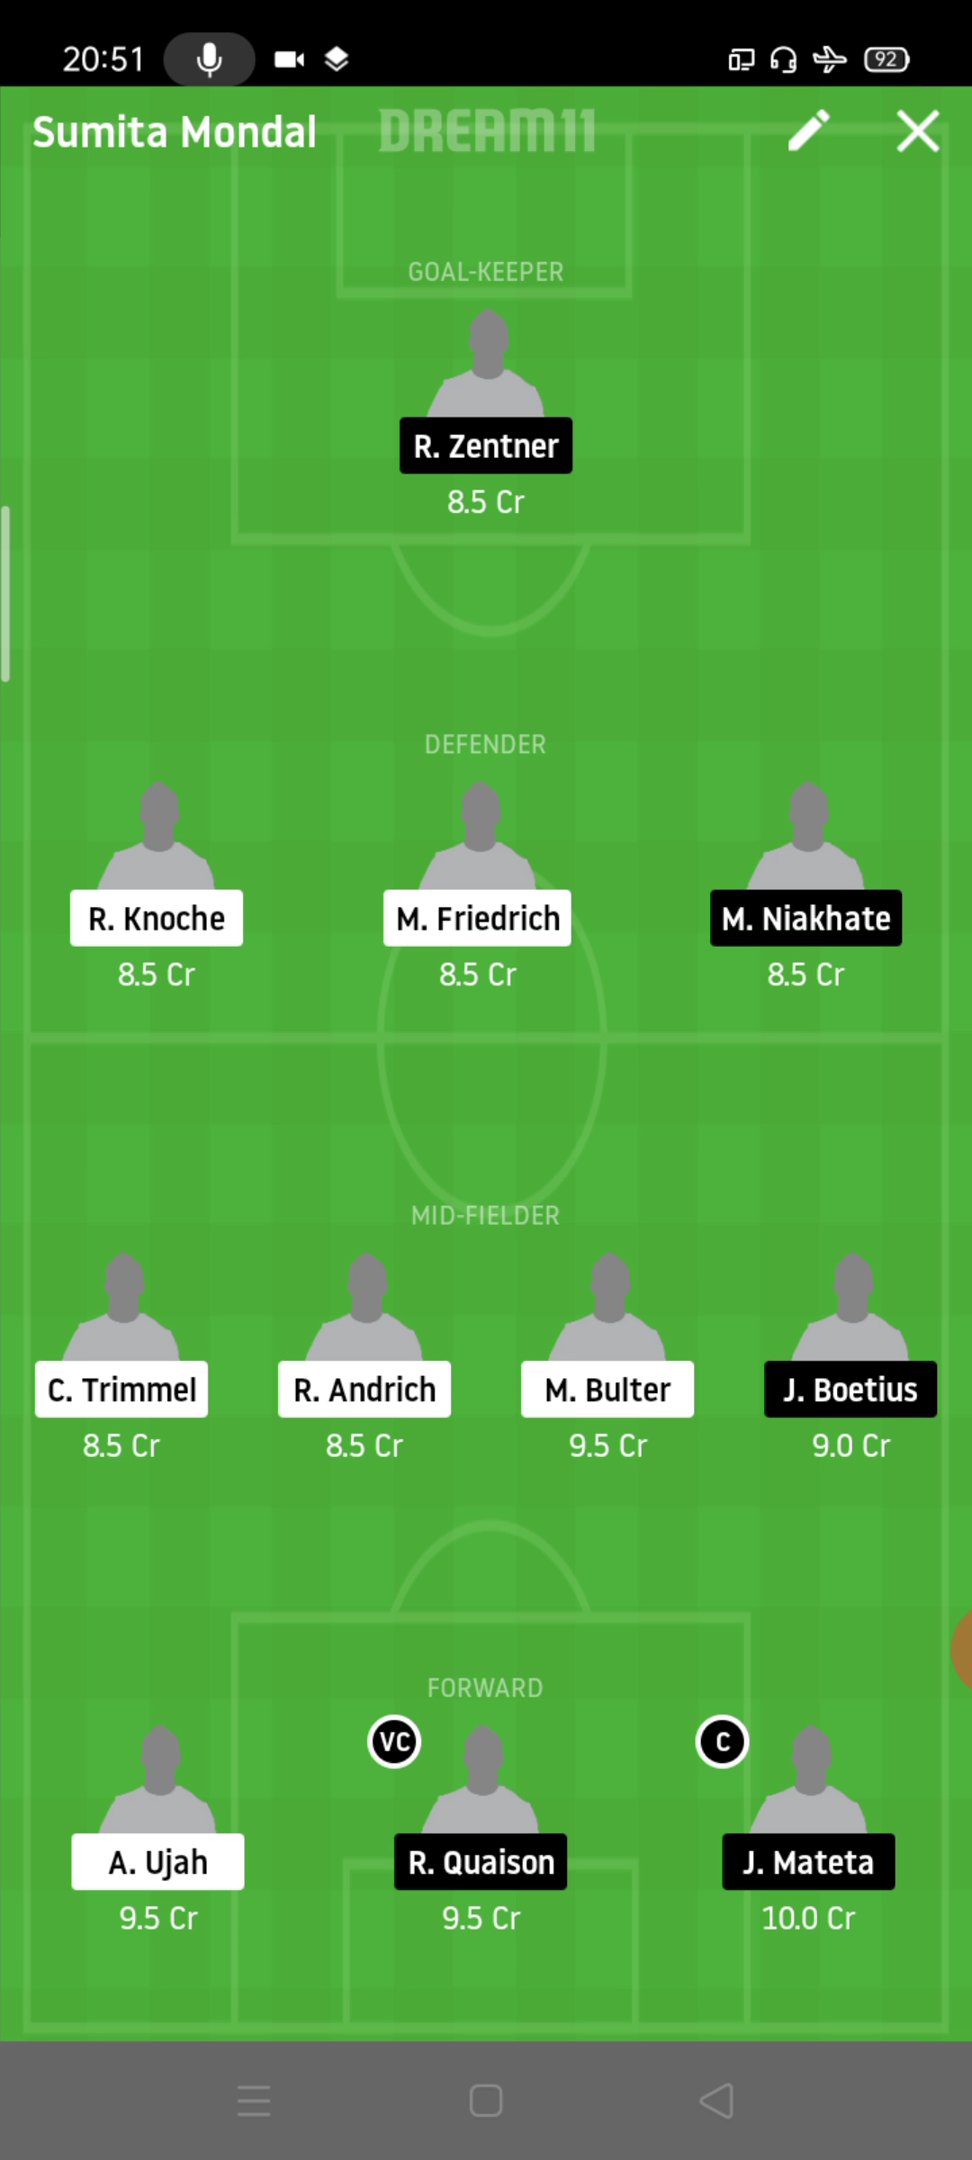 20:51 92
Sumita Mondal DREAM11
GOAL-KEEPER
R. Zentner
8.5 Cr
DEFENDER
R. Knoche M. Friedrich M. Niakhate
8.5 Cr 8.5 Cr 8.5 Cr
MID-FIELDER
C. Trimmel R. Andrich M. Bulter J. Boetius
8.5 Cr 8.5 Cr 9.5 Cr 9.0 Cr
FORWARD
VC C
A. Ujah R. Quaison J. Mateta
9.5 Cr 9.5 Cr 10.0 Cr